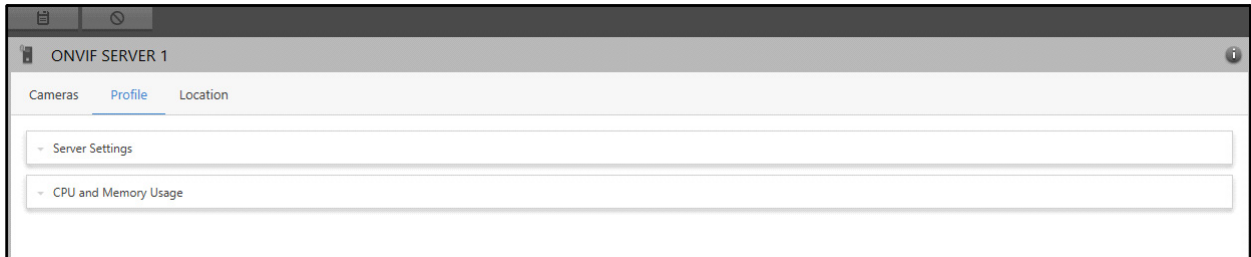 ONVIF SERVER 1
Cameras Profile Location
Server Settings
CPU and Memory Usage